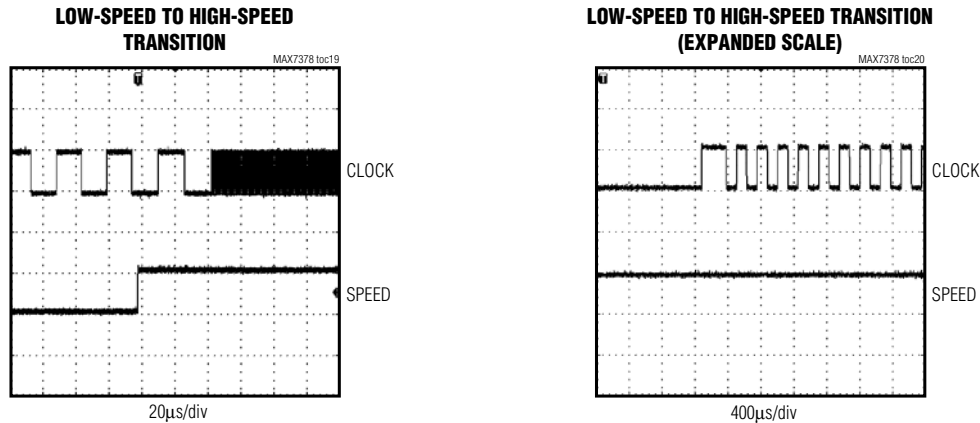 LOW-SPEED TO HIGH-SPEED
TRANSITION
MAX7378 toc19
T
CLOCK
SPEED
20µs/div
LOW-SPEED TO HIGH-SPEED TRANSITION
(EXPANDED SCALE)
MAX7378 toc20
T
CLOCK
SPEED
400µs/div